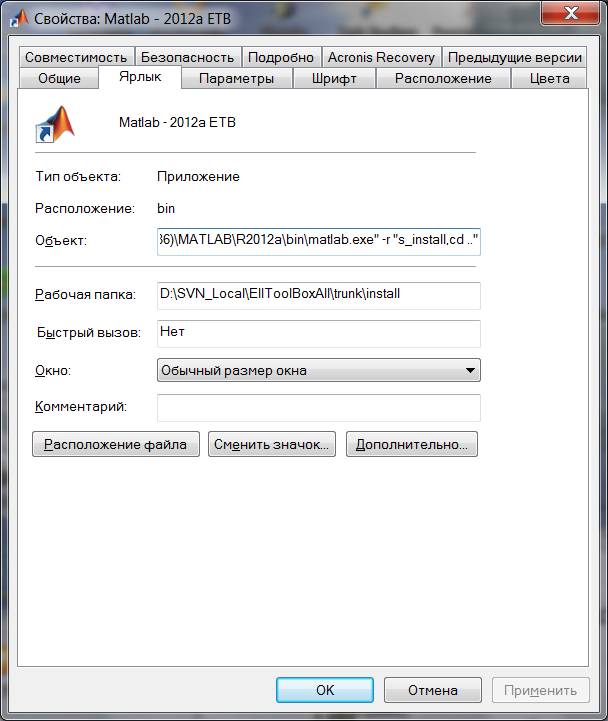 Свойства: Matlab - 2012a ETB
Совместимость Безопасность Подробно Acronis Recovery Предыдущие версии
Общие Ярлык Параметры Шрифт Расположение Цвета
Matlab - 2012a ETB
Тип объекта: Приложение
Расположение: bin
Объект: 36)\MATLAB\R2012a\bin\matlab.exe" -r "s_install,cd .."
Рабочая папка: D:\SVN_Local\EllToolBoxAll\trunk\install
Быстрый вызов: Нет
Окно: Обычный размер окна
Комментарий:
Расположение файла Сменить значок... Дополнительно...
OK Отмена Применить